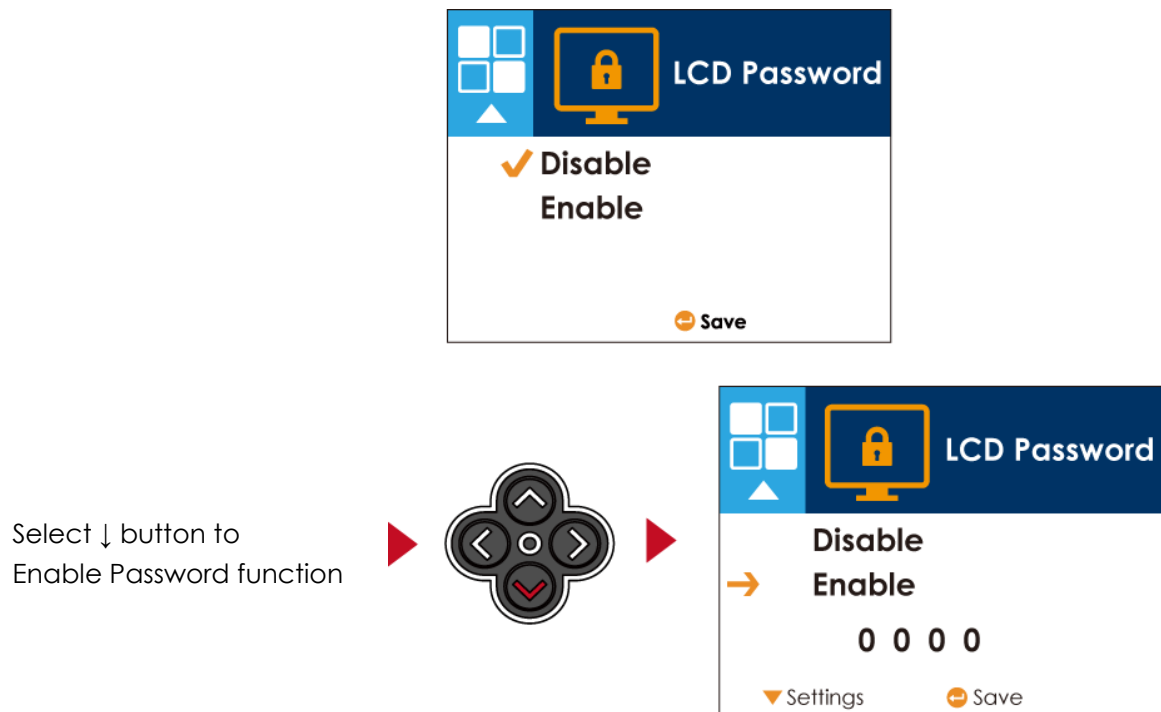 LCD Password
Disable
Enable
Save
Select ↓ button to
Enable Password function
LCD Password
Disable
Enable
0 0 0 0
Settings Save